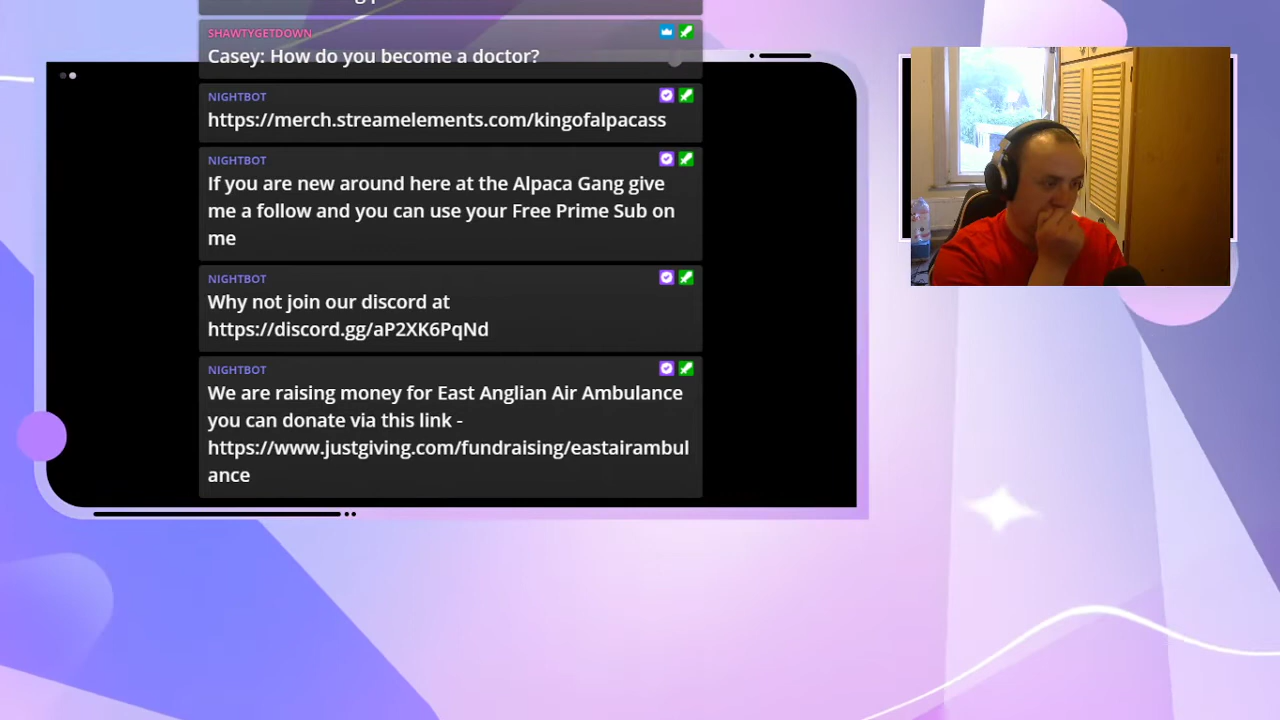 SHAWTYGETDOWN
Casey: How do you become a doctor?
NIGHTBOT
https://merch.streamelements.com/kingofalpacass
NIGHTBOT
If you are new around here at the Alpaca Gang give
me a follow and you can use your Free Prime Sub on
me
NIGHTBOT
Why not join our discord at
https://discord.gg/aP2XK6PqNd
NIGHTBOT
We are raising money for East Anglian Air Ambulance
you can donate via this link -
https://www.justgiving.com/fundraising/eastairambul
ance